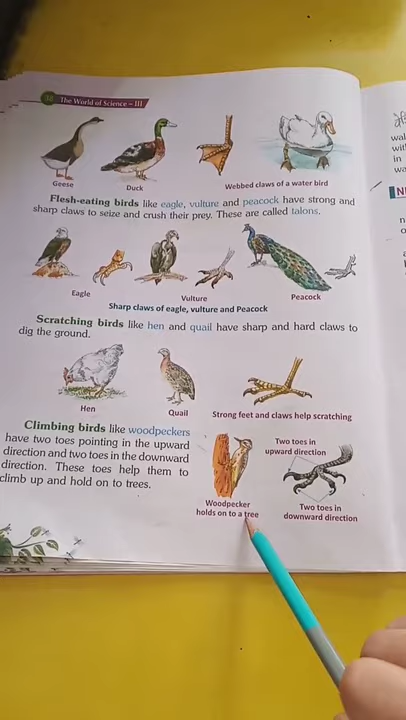 38 The World of Science – III
Geese
Duck
Webbed claws of a water bird
Flesh-eating birds like eagle, vulture and peacock have strong and
sharp claws to seize and crush their prey. These are called talons.
Eagle
Vulture
Peacock
Sharp claws of eagle, vulture and Peacock
Scratching birds like hen and quail have sharp and hard claws to
dig the ground.
Hen
Quail
Strong feet and claws help scratching
Climbing birds like woodpeckers
have two toes pointing in the upward
direction and two toes in the downward
direction. These toes help them to
climb up and hold on to trees.
Two toes in
upward direction
Woodpecker
holds on to a tree
Two toes in
downward direction